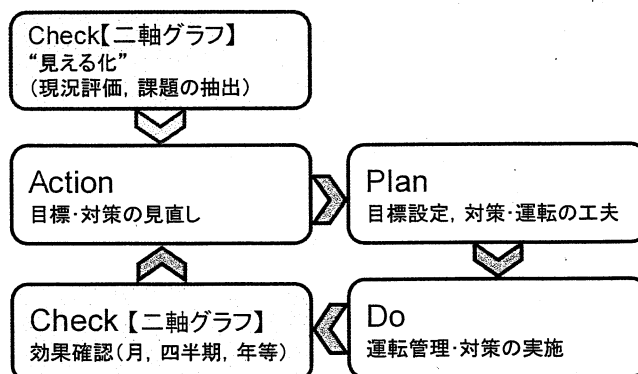 Check【二軸グラフ】
“見える化”
（現況評価，課題の抽出）
Action
目標・対策の見直し
Plan
目標設定，対策・運転の工夫
Check【二軸グラフ】
効果確認（月，四半期，年等）
Do
運転管理・対策の実施